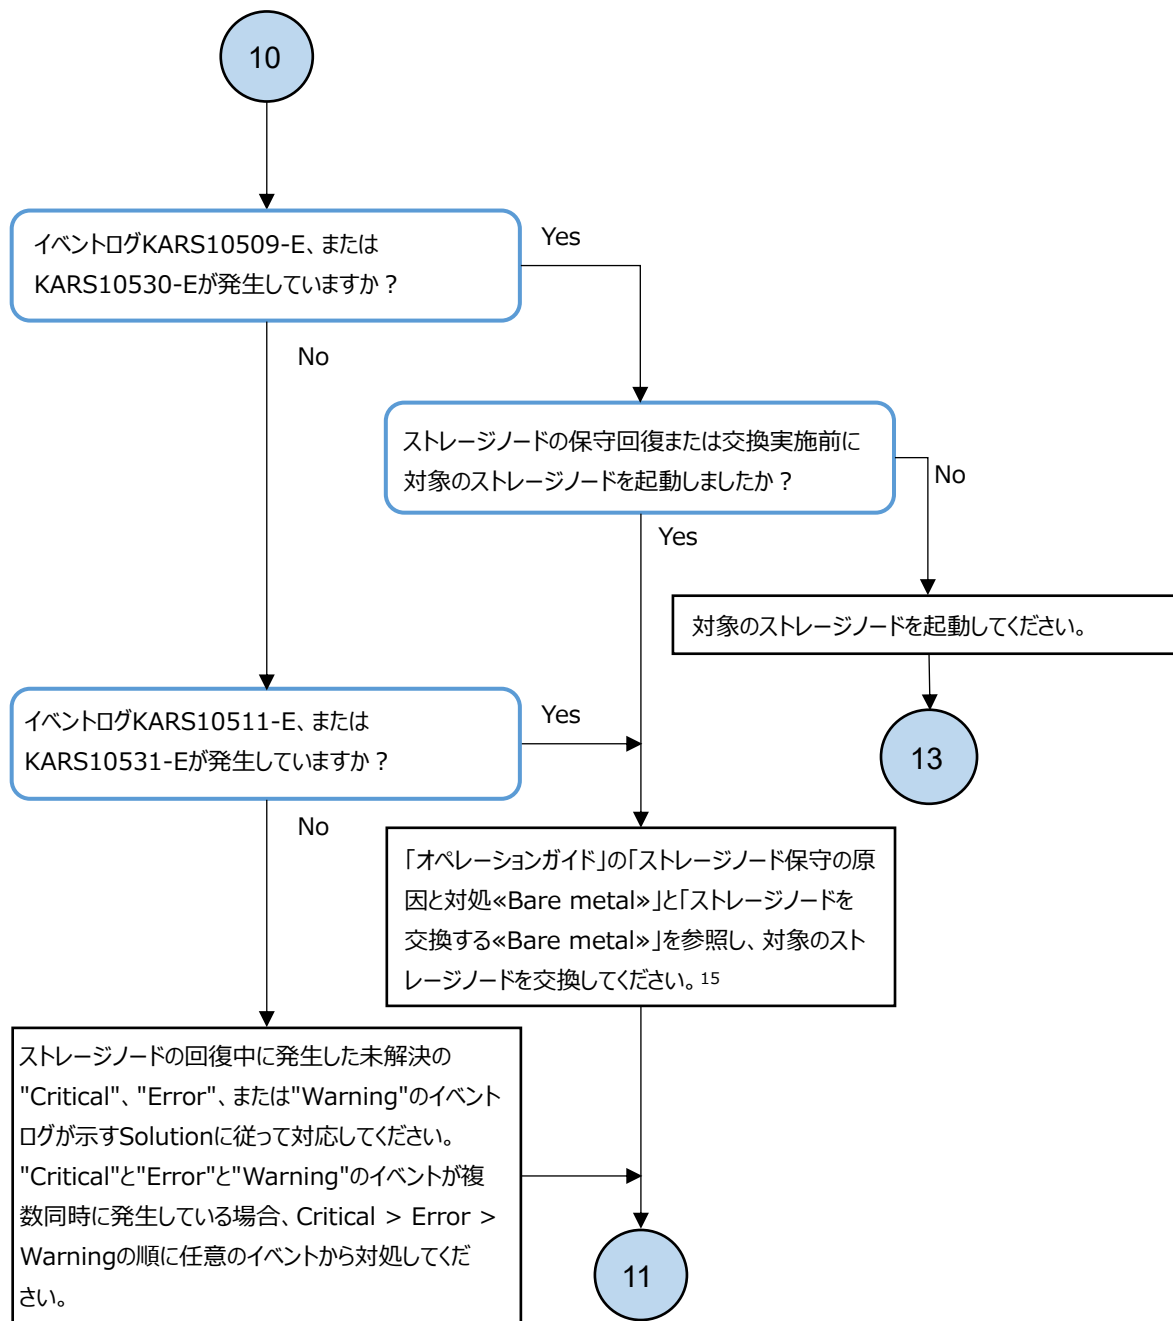 10
イベントログKARS10509-E、または
KARS10530-Eが発生していますか？
Yes
No
ストレージノードの保守回復または交換実施前に
対象のストレージノードを起動しましたか？
No
Yes
対象のストレージノードを起動してください。
イベントログKARS10511-E、または
KARS10531-Eが発生していますか？
Yes
13
No
「オペレーションガイド」の「ストレージノード保守の原
因と対処«Bare metal»」と「ストレージノードを
交換する«Bare metal»」を参照し、対象のスト
レージノードを交換してください。15
ストレージノードの回復中に発生した未解決の
"Critical"、"Error"、または"Warning"のイベント
ログが示すSolutionに従って対応してください。
"Critical"と"Error"と"Warning"のイベントが複
数同時に発生している場合、Critical > Error >
Warningの順に任意のイベントから対処してくだ
さい。
11